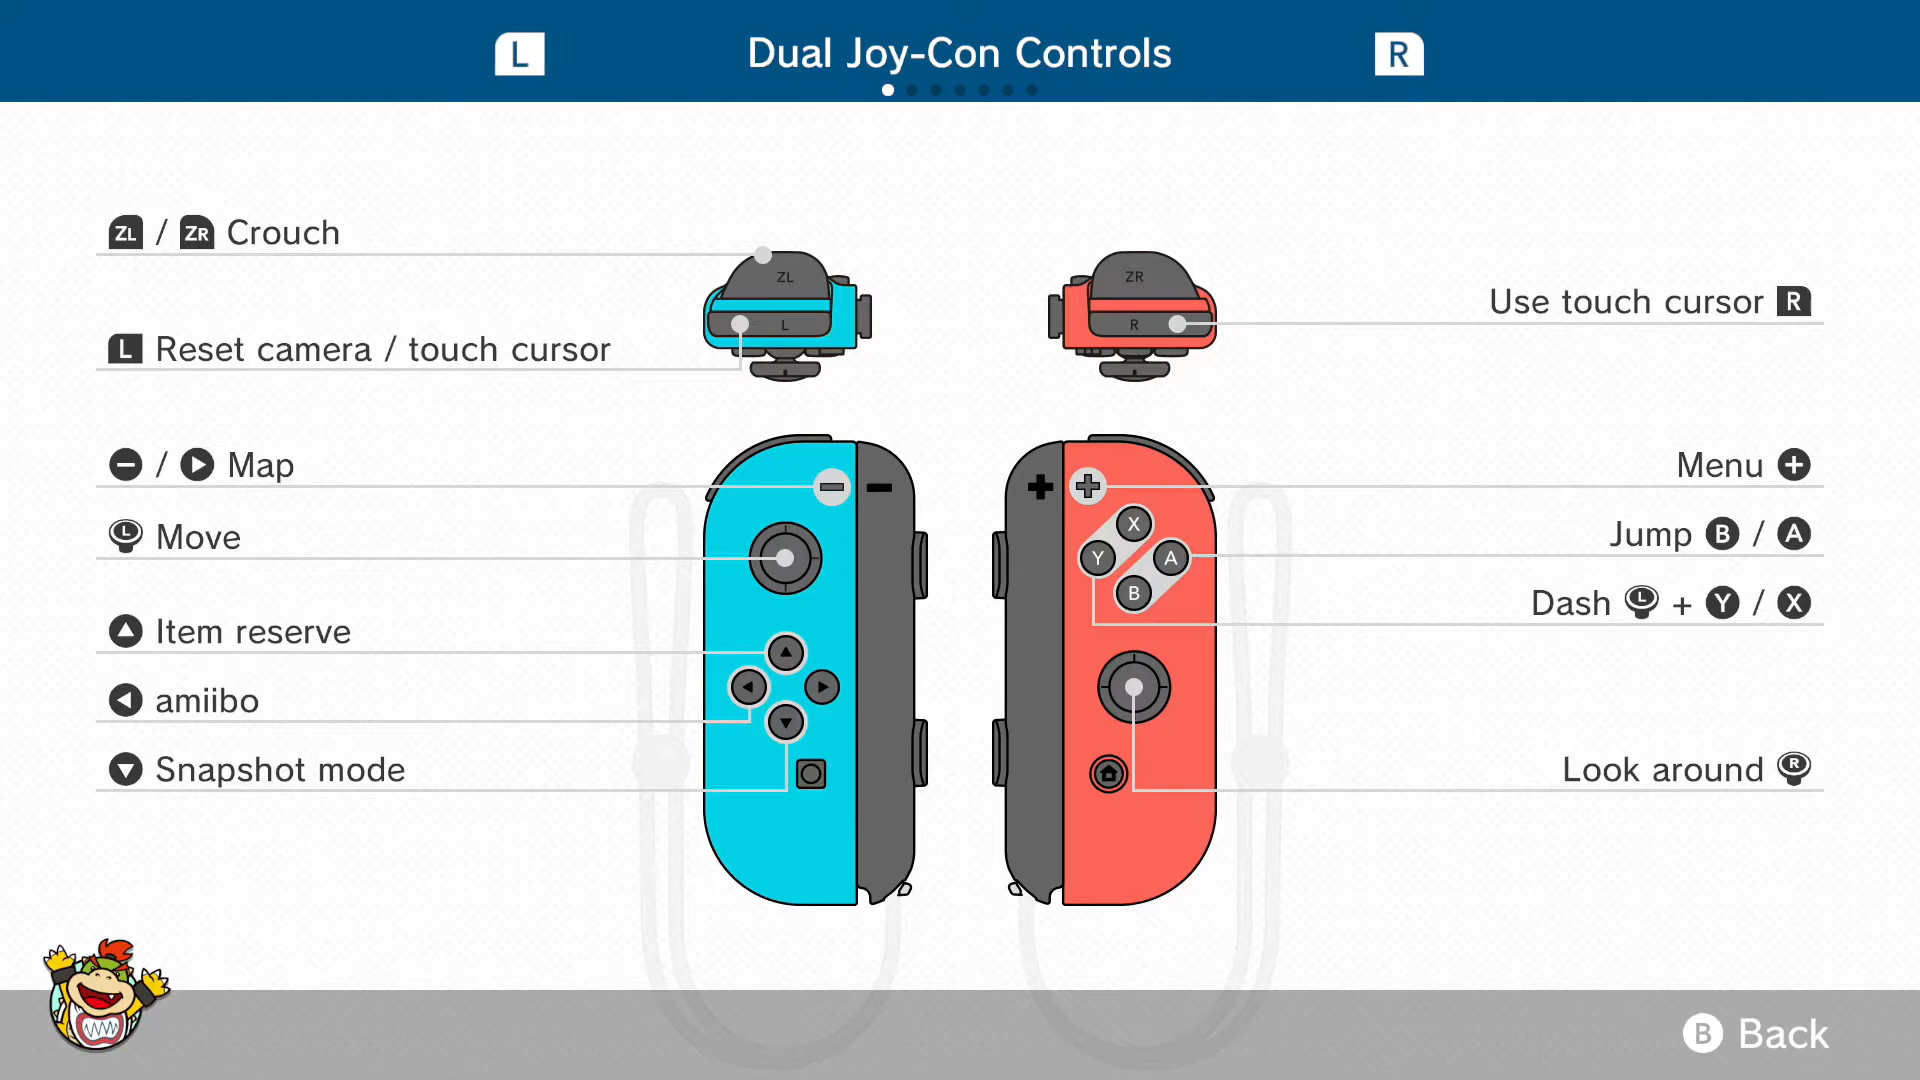 L Dual Joy-Con Controls R
ZL / ZR Crouch
L Reset camera / touch cursor
ZL
L
ZR
R
Use touch cursor R
/ Map
L Move
Item reserve
amiibo
Snapshot mode
X
Y A
B
Menu
Jump B / A
Dash L + Y / X
Look around R
B Back